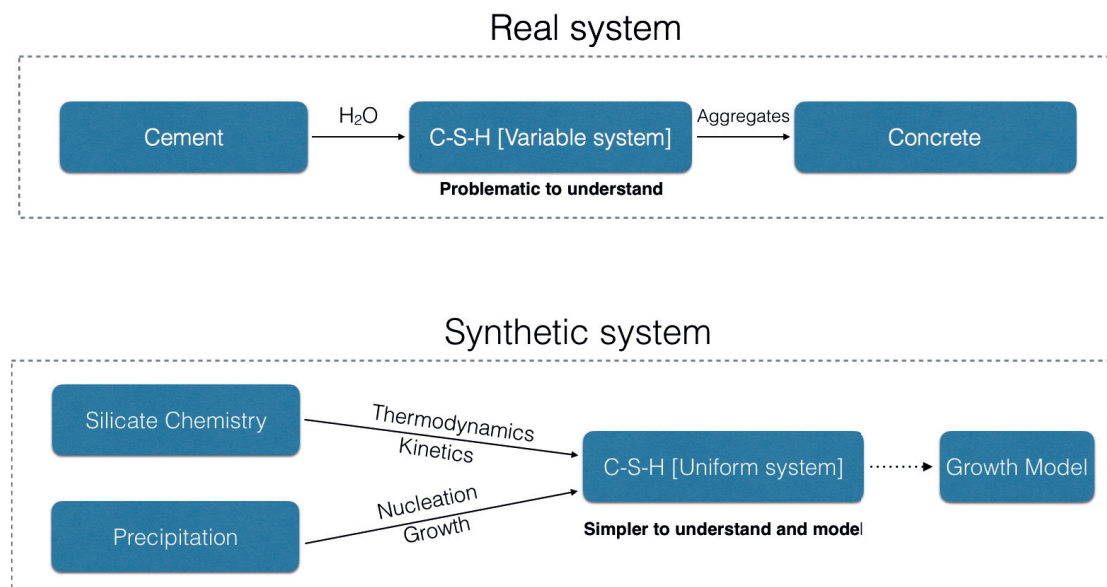 Real system
Cement
H₂O
C-S-H [Variable system]
Aggregates
Concrete
Problematic to understand
Synthetic system
Silicate Chemistry
Thermodynamics
Kinetics
C-S-H [Uniform system]
Growth Model
Nucleation
Growth
Precipitation
Simpler to understand and model